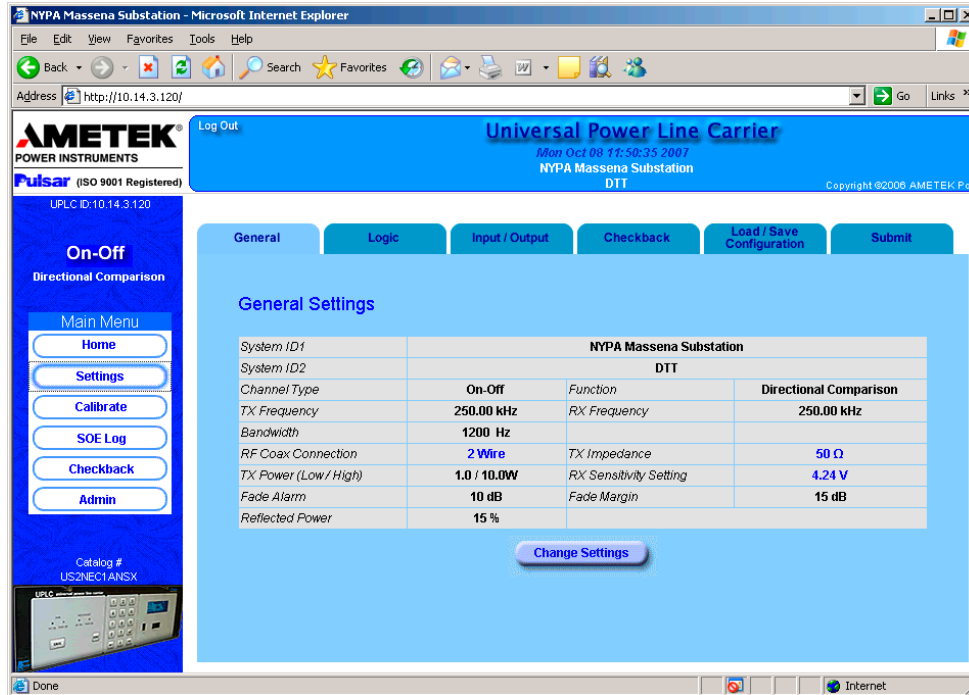 NYPA Massena Substation - Microsoft Internet Explorer
File Edit View Favorites Tools Help
Back Search Favorites
Address http://10.14.3.120/ Go Links »
AMETEK®
POWER INSTRUMENTS
Pulsar (ISO 9001 Registered)
Log Out
Universal Power Line Carrier
Mon Oct 08 11:50:35 2007
NYPA Massena Substation
DTT
Copyright ©2006 AMETEK Po
UPLC ID:10.14.3.120
On-Off
Directional Comparison
Main Menu
Home
Settings
Calibrate
SOE Log
Checkback
Admin
Catalog #
US2NEC1ANSX
UPLC
General Logic Input / Output Checkback Load / Save Configuration Submit
General Settings
System ID1 NYPA Massena Substation
System ID2 DTT
Channel Type On-Off Function Directional Comparison
TX Frequency 250.00 kHz RX Frequency 250.00 kHz
Bandwidth 1200 Hz
RF Coax Connection 2 Wire TX Impedance 50 Ω
TX Power (Low / High) 1.0 / 10.0W RX Sensitivity Setting 4.24 V
Fade Alarm 10 dB Fade Margin 15 dB
Reflected Power 15 %
Change Settings
Done Internet